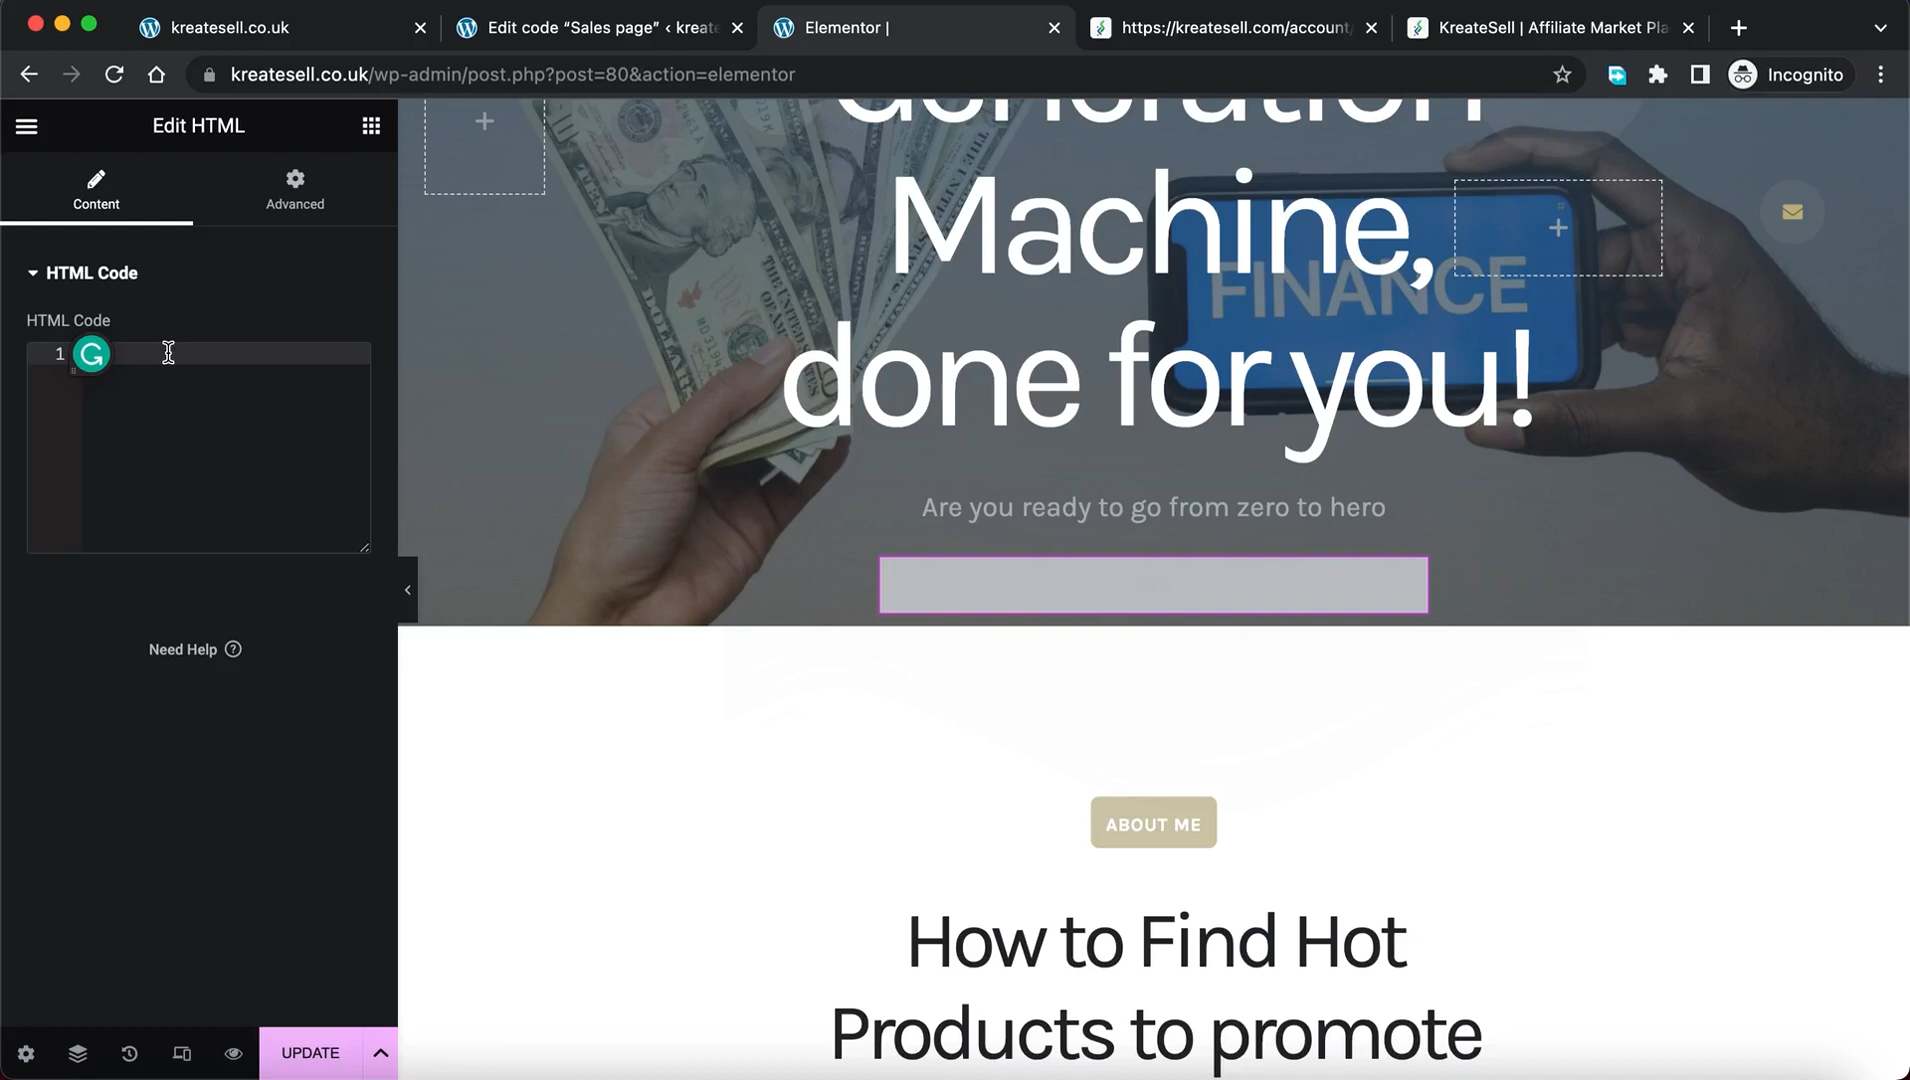 kreatesell.co.uk
Edit code “Sales page” ‹ kreate
Elementor |
https://kreatesell.com/account/
KreateSell | Affiliate Market Pla
kreatesell.co.uk/wp-admin/post.php?post=80&action=elementor
Incognito
Edit HTML
Content
Advanced
HTML Code
HTML Code
1
Need Help
UPDATE
Generation
Machine,
done for you!
FINANCE
Are you ready to go from zero to hero
ABOUT ME
How to Find Hot
Products to promote